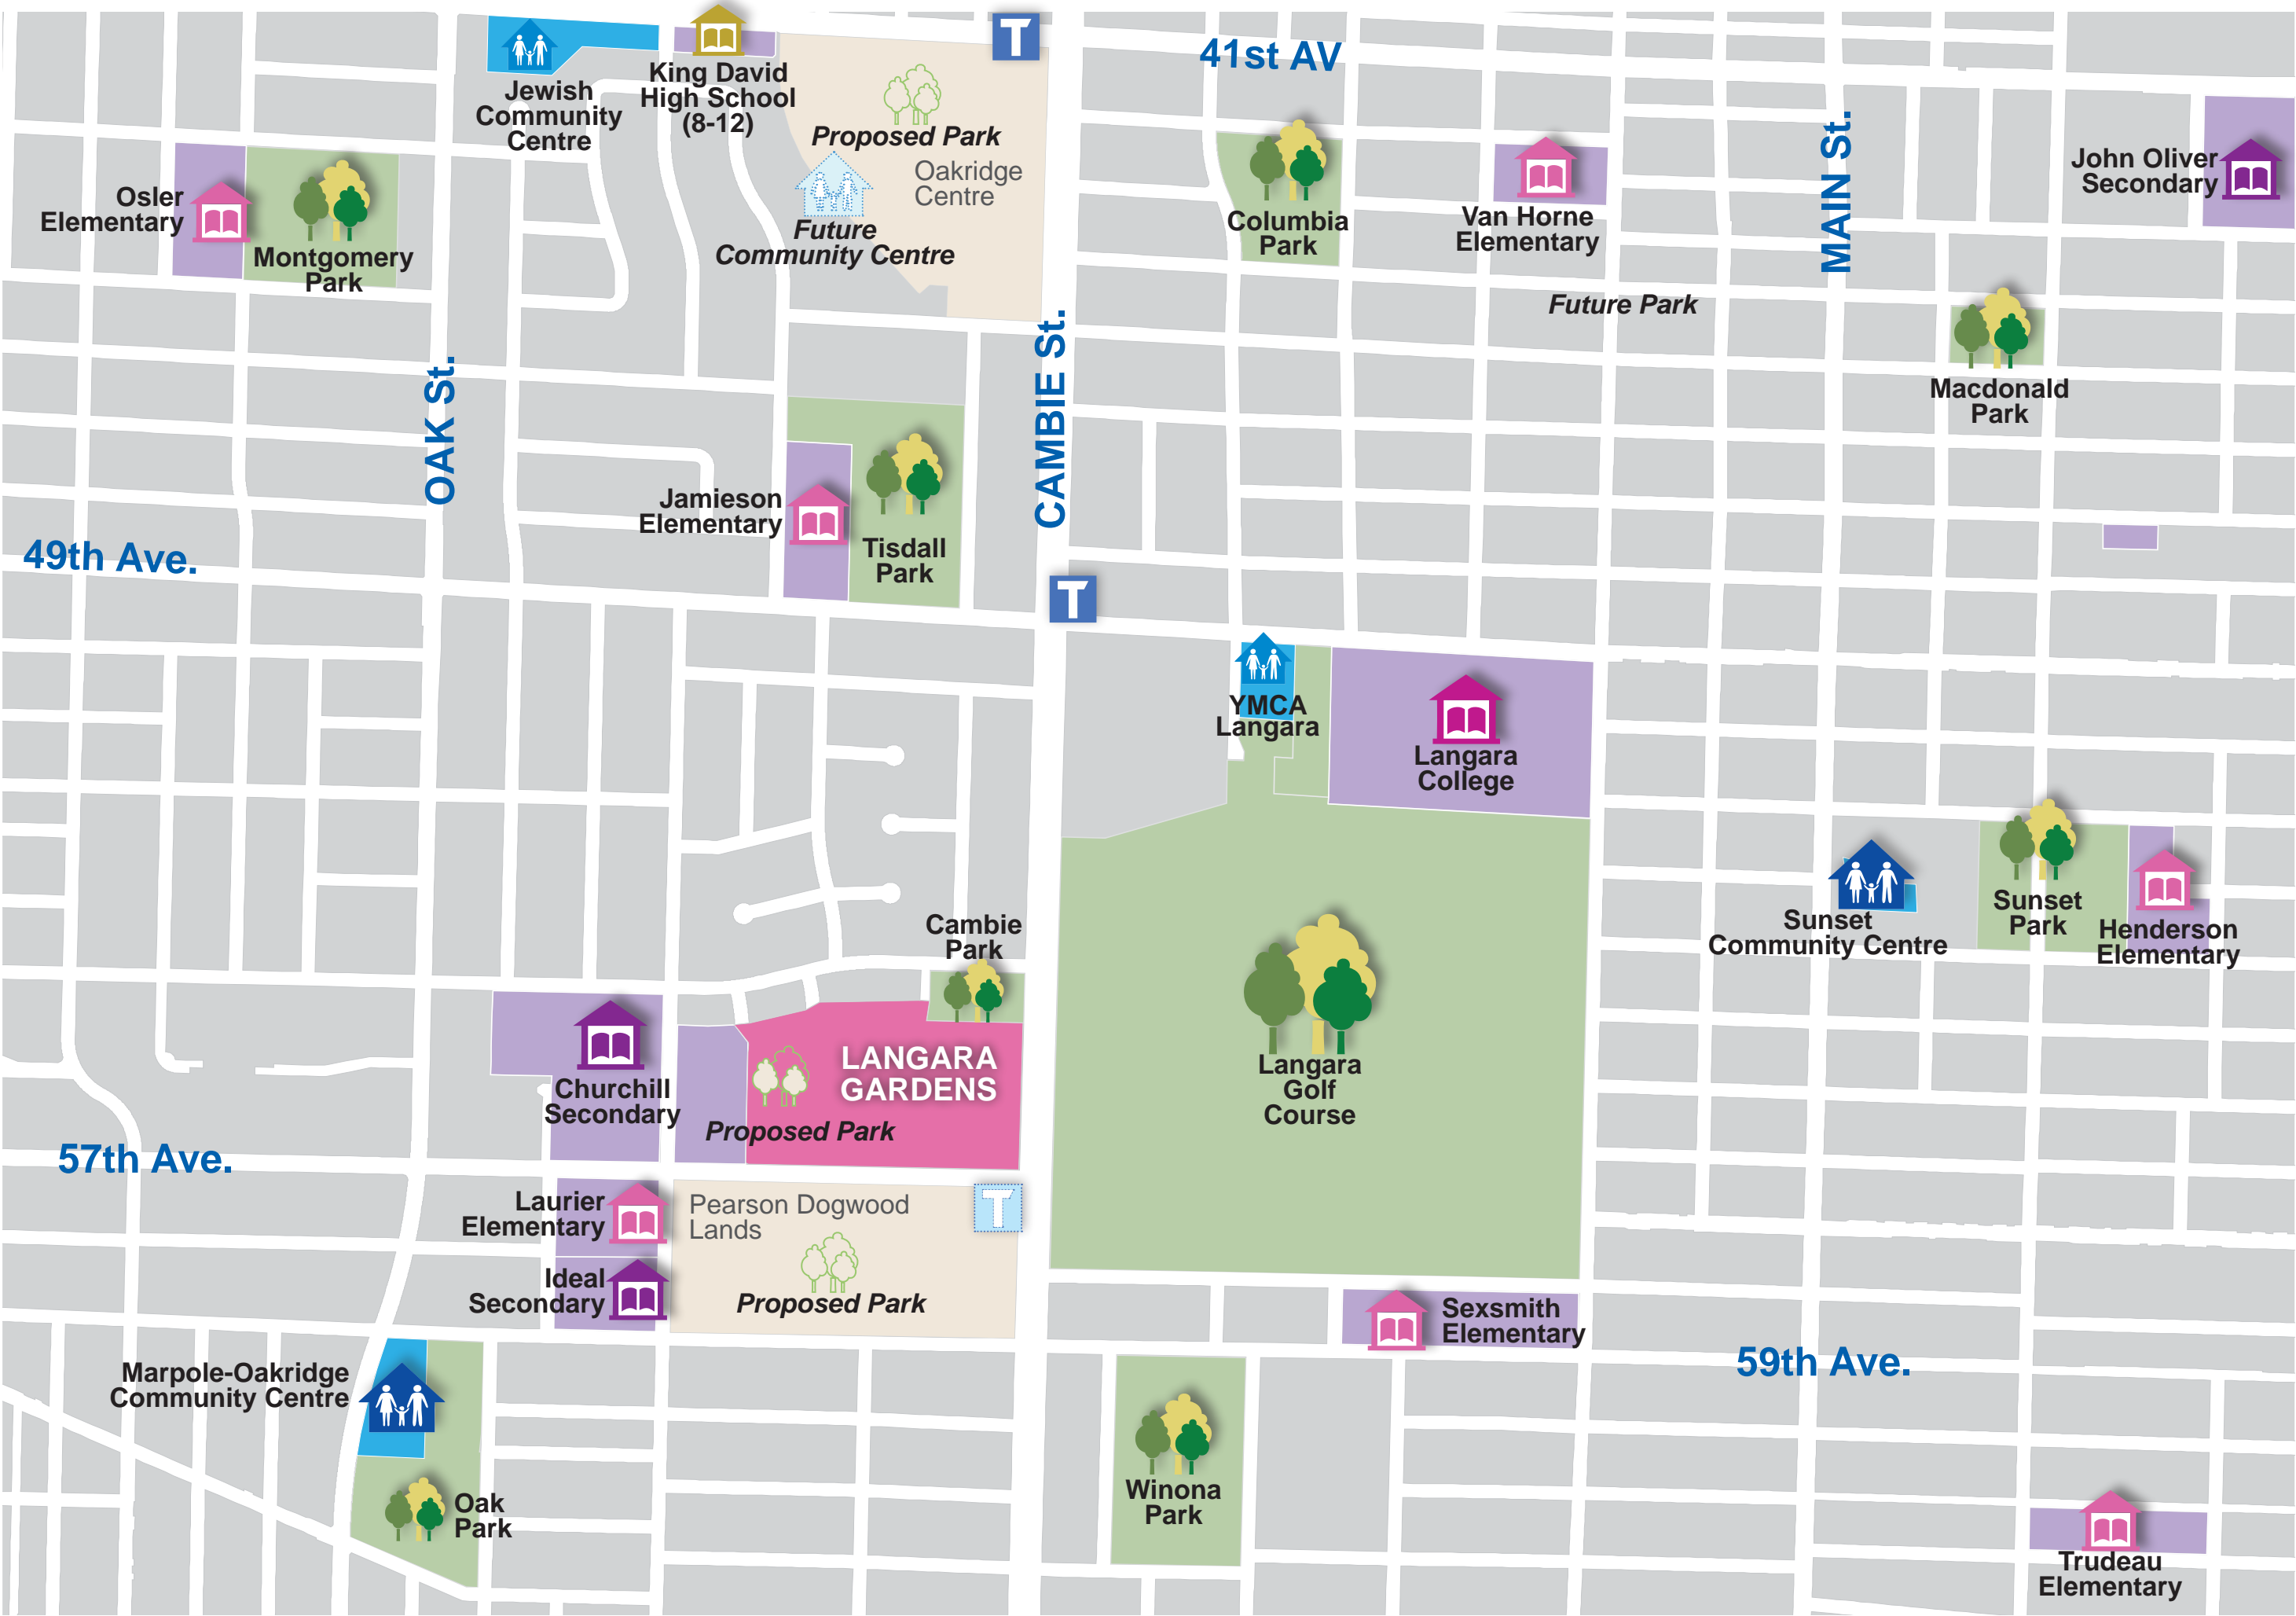 T
41st AV
Jewish
Community
Centre
King David
High School
(8-12)
Proposed Park
Oakridge
Centre
Future
Community Centre
Osler
Elementary
Montgomery
Park
Columbia
Park
Van Horne
Elementary
MAIN St.
John Oliver
Secondary
Future Park
Macdonald
Park
OAK St.
CAMBIE St.
Jamieson
Elementary
Tisdall
Park
49th Ave.
T
YMCA
Langara
Langara
College
Cambie
Park
Sunset
Community Centre
Sunset
Park
Henderson
Elementary
LANGARA
GARDENS
Proposed Park
Churchill
Secondary
Langara
Golf
Course
57th Ave.
Laurier
Elementary
Pearson Dogwood
Lands
T
Ideal
Secondary
Proposed Park
Sexsmith
Elementary
59th Ave.
Marpole-Oakridge
Community Centre
Oak
Park
Winona
Park
Trudeau
Elementary